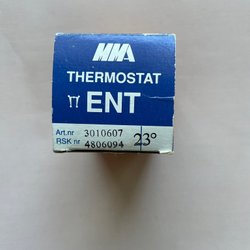 MMA
THERMOSTAT
ENT
Art.nr 3010607
RSK nr 4806094 23°